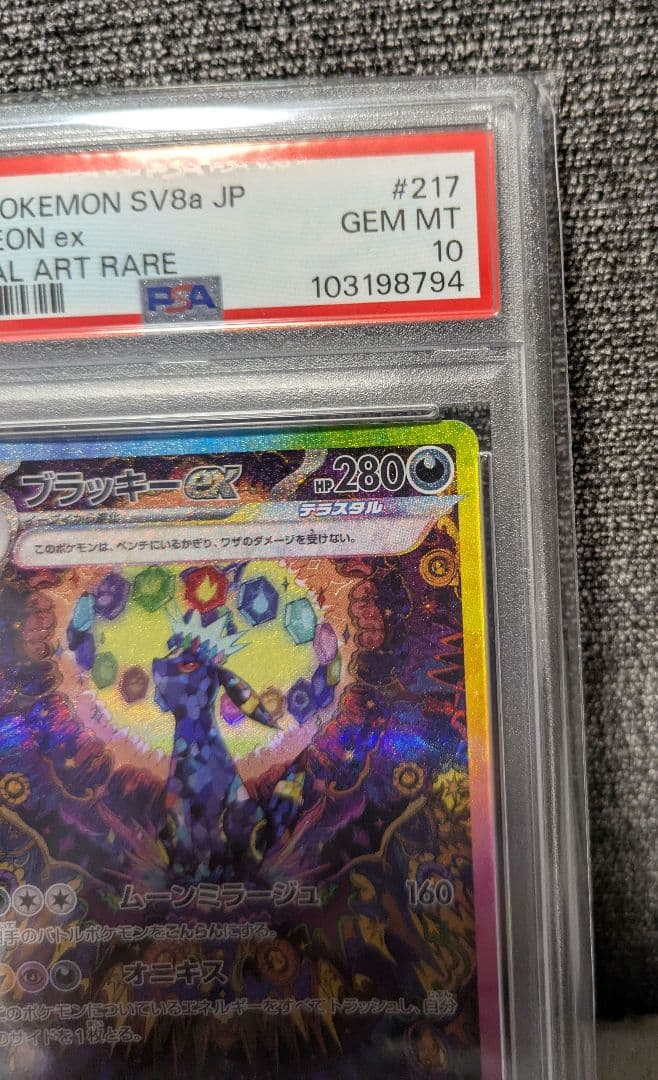 OKEMON SV8a JP #217
EON ex GEM MT
AL ART RARE 10
PSA 103198794
ブラッキーex HP280
テラスタル
このポケモンは、ベンチにいるかぎり、ワザのダメージを受けない。
ムーンミラージュ 160
手のバトルポケモンをこんらんにする。
オニキス
このポケモンについているエネルギーをすべてトラッシュし、自分
のサイドを1枚とる。